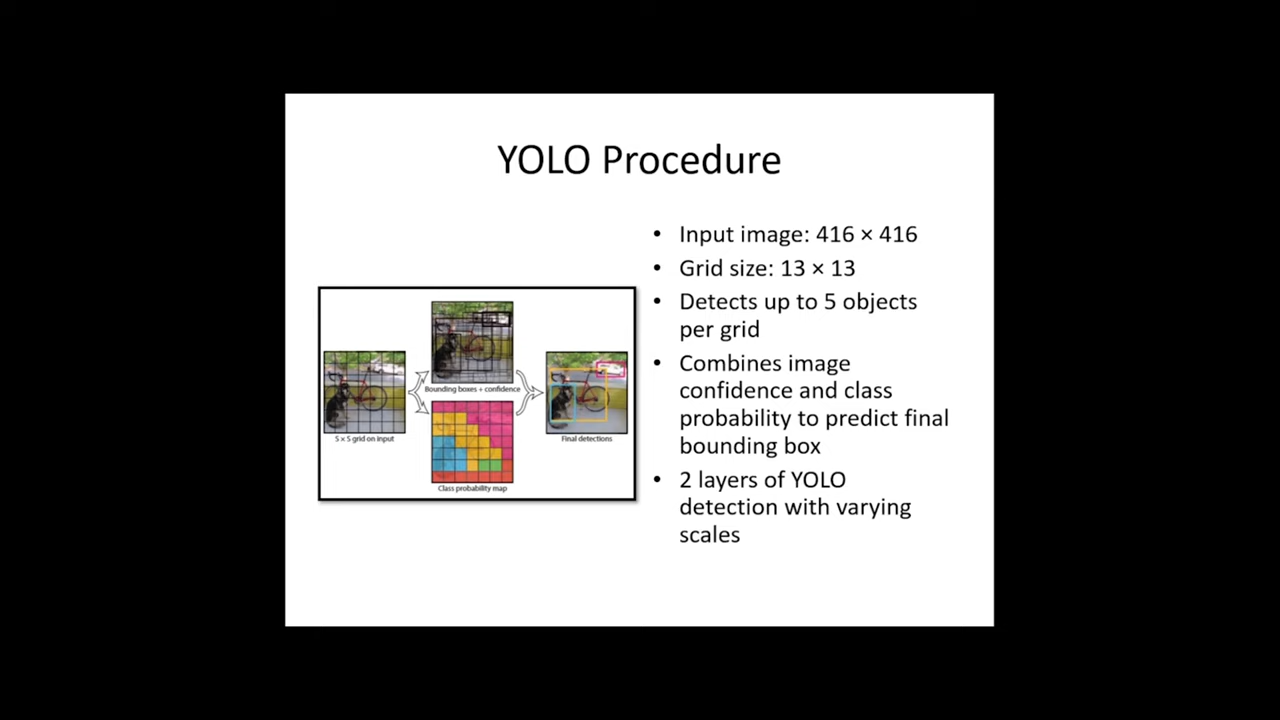 YOLO Procedure
Bounding boxes + confidence
5 × 5 grid on input
Final detections
Class probability map
• Input image: 416 × 416
• Grid size: 13 × 13
• Detects up to 5 objects
per grid
• Combines image
confidence and class
probability to predict final
bounding box
• 2 layers of YOLO
detection with varying
scales